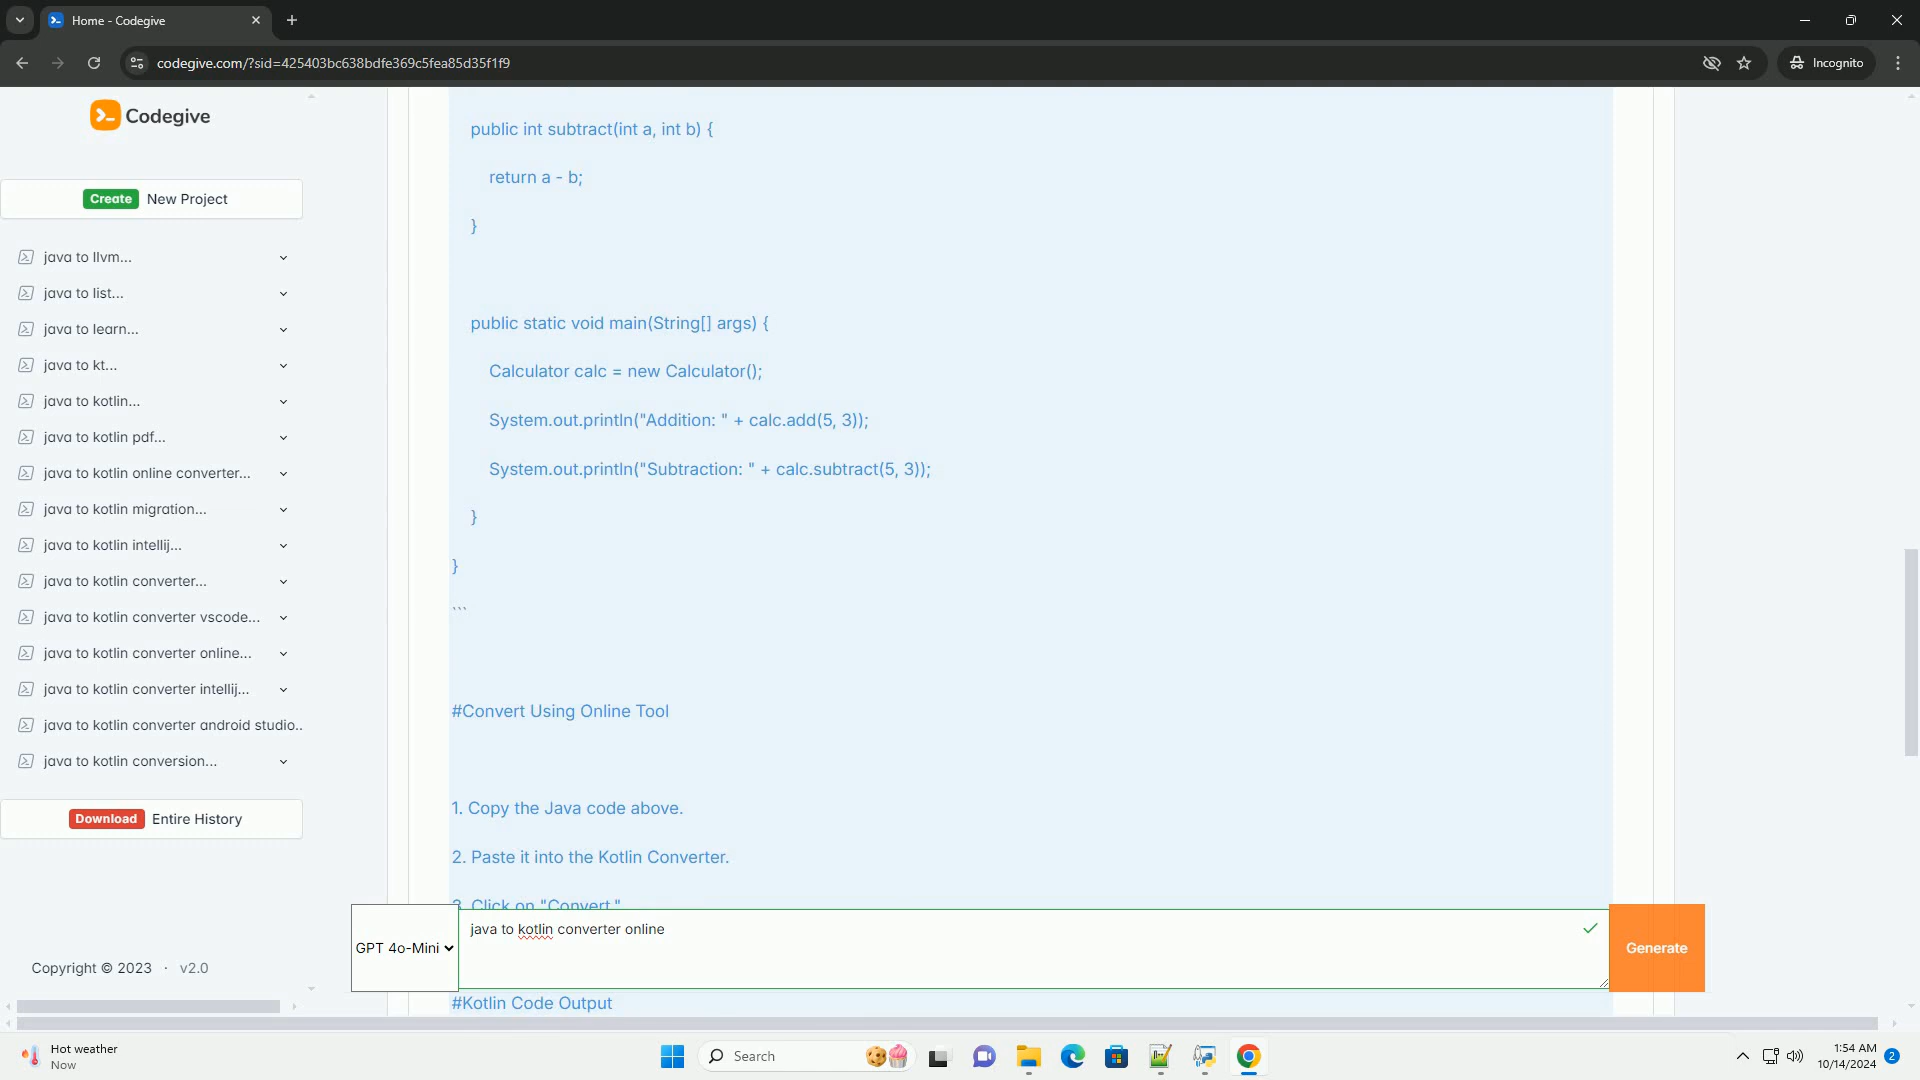 Home - Codegive
codegive.com/?sid=425403bc638bdfe369c5fea85d35f1f9
Incognito
Codegive
Create New Project
java to llvm...
java to list...
java to learn...
java to kt...
java to kotlin...
java to kotlin pdf...
java to kotlin online converter...
java to kotlin migration...
java to kotlin intellij...
java to kotlin converter...
java to kotlin converter vscode...
java to kotlin converter online...
java to kotlin converter intellij...
java to kotlin converter android studio..
java to kotlin conversion...
Download Entire History
Copyright © 2023 · v2.0
public int subtract(int a, int b) {
return a - b;
}
public static void main(String[] args) {
Calculator calc = new Calculator();
System.out.println("Addition: " + calc.add(5, 3));
System.out.println("Subtraction: " + calc.subtract(5, 3));
}
}
```
#Convert Using Online Tool
1. Copy the Java code above.
2. Paste it into the Kotlin Converter.
3. Click on "Convert."
GPT 4o-Mini
java to kotlin converter online
Generate
#Kotlin Code Output
Hot weather
Now
Search
1:54 AM
10/14/2024
2